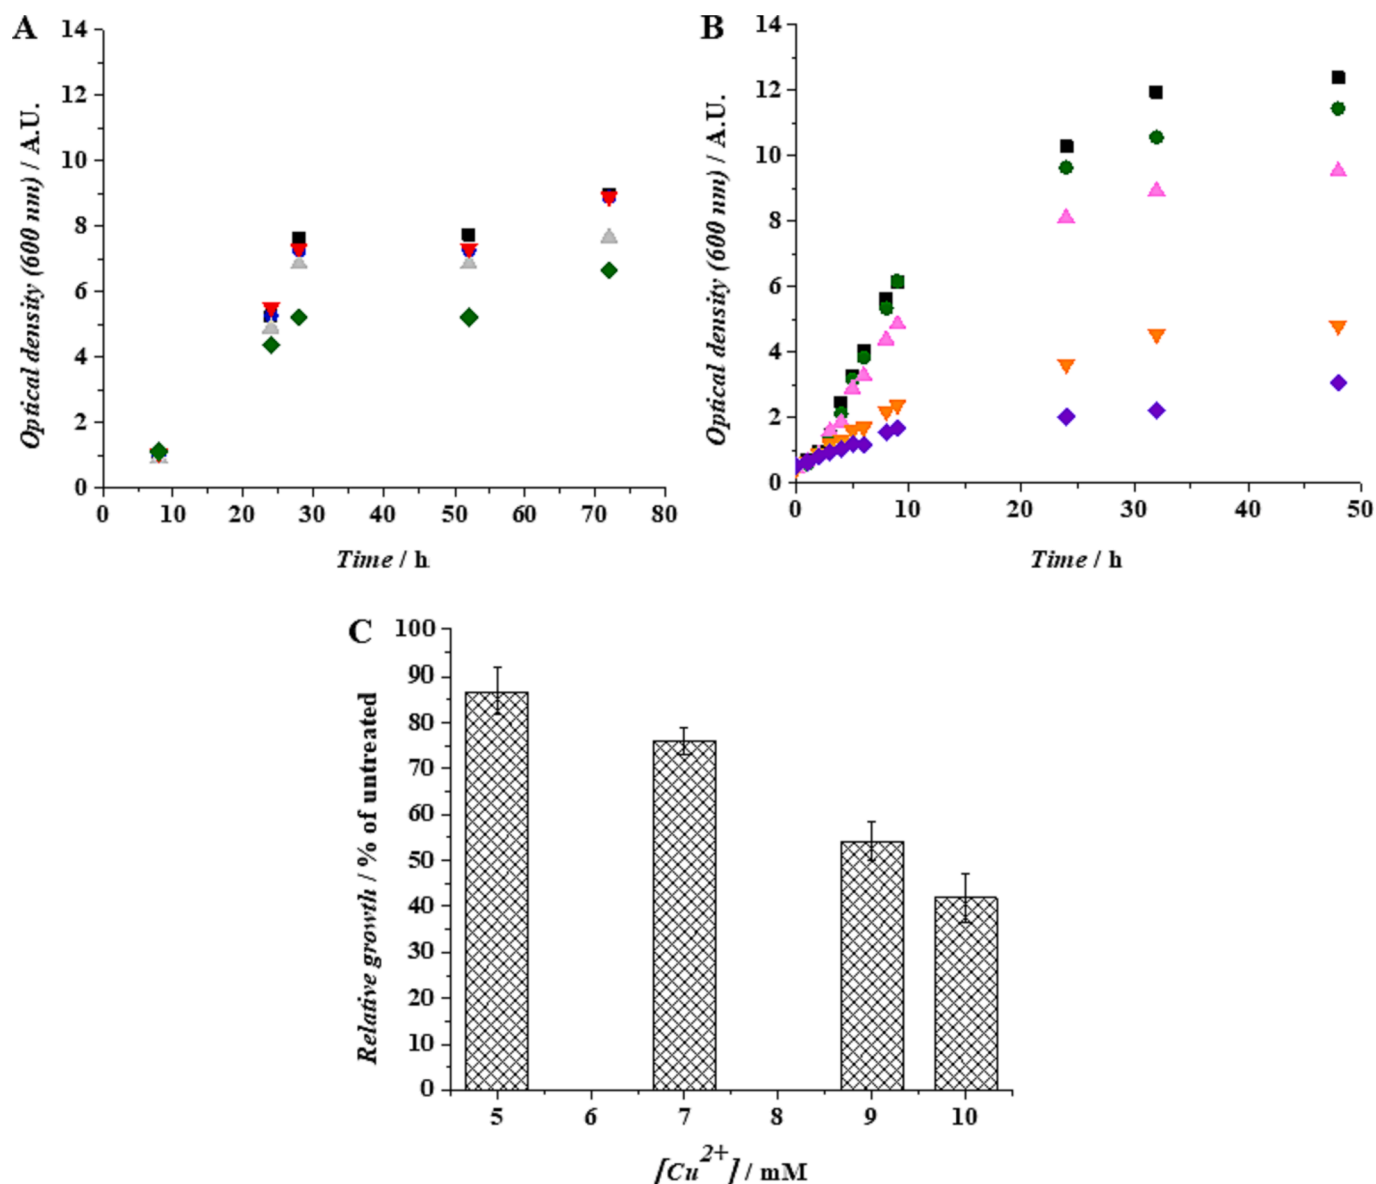 A
14
12
10
8
6
4
2
0
0 10 20 30 40 50 60 70 80
Optical density (600 nm) / A.U.
Time / h
B
14
12
10
8
6
4
2
0
0 10 20 30 40 50
Optical density (600 nm) / A.U.
Time / h
C
100
90
80
70
60
50
40
30
20
10
0
5 6 7 8 9 10
Relative growth / % of untreated
[Cu²⁺] / mM